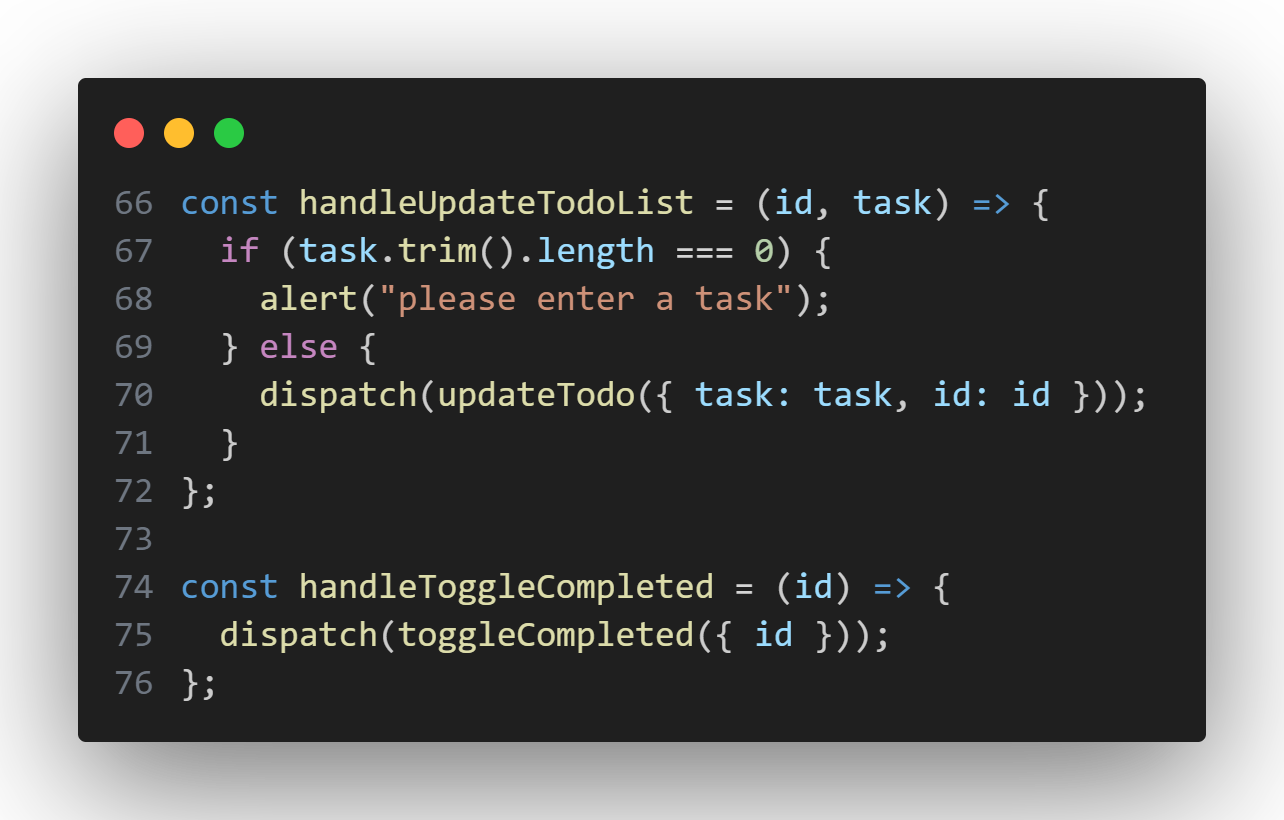 66 const handleUpdateTodoList = (id, task) => {
67   if (task.trim().length === 0) {
68     alert("please enter a task");
69   } else {
70     dispatch(updateTodo({ task: task, id: id }));
71   }
72 };
73
74 const handleToggleCompleted = (id) => {
75   dispatch(toggleCompleted({ id }));
76 };